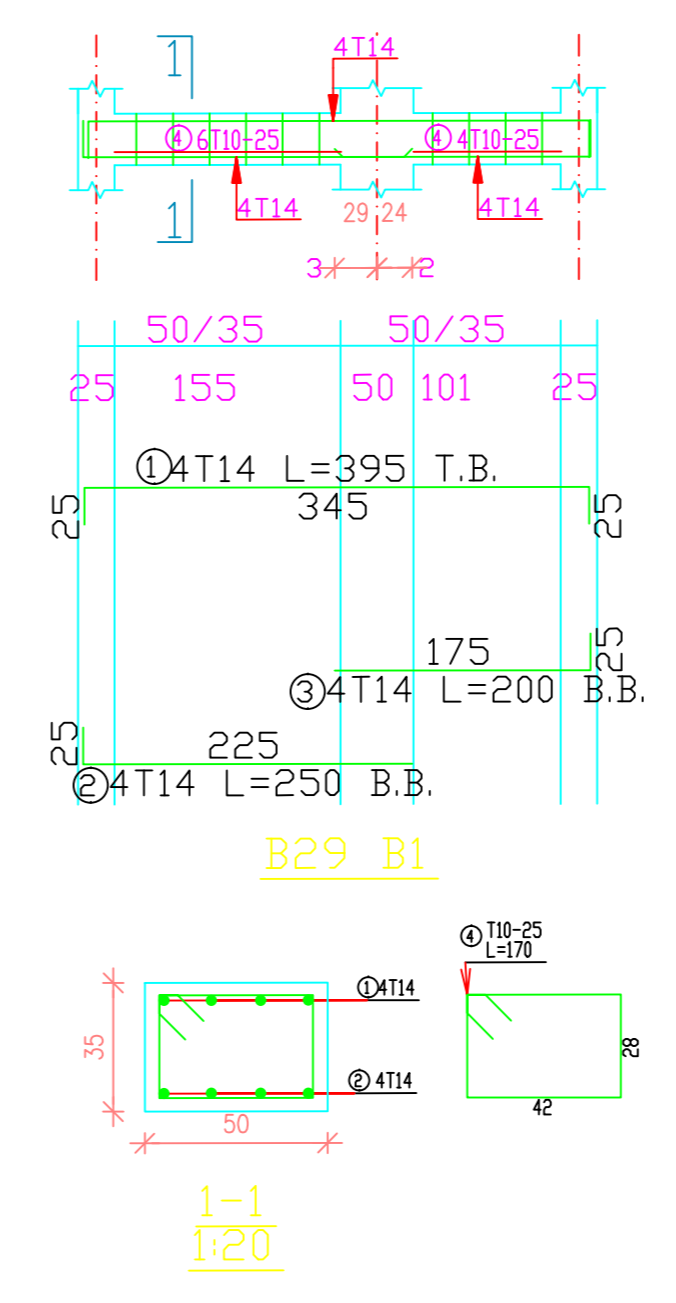 1
4T14
④ 6T10-25
④ 4T10-25
4T14
4T14
1
29 24
3 2
50/35 50/35
25 155 50 101 25
①4T14 L=395 T.B.
345
25
25
175
25
③4T14 L=200 B.B.
225
25
②4T14 L=250 B.B.
B29 B1
④ T10-25
L=170
①4T14
35
28
② 4T14
42
50
1-1
1:20